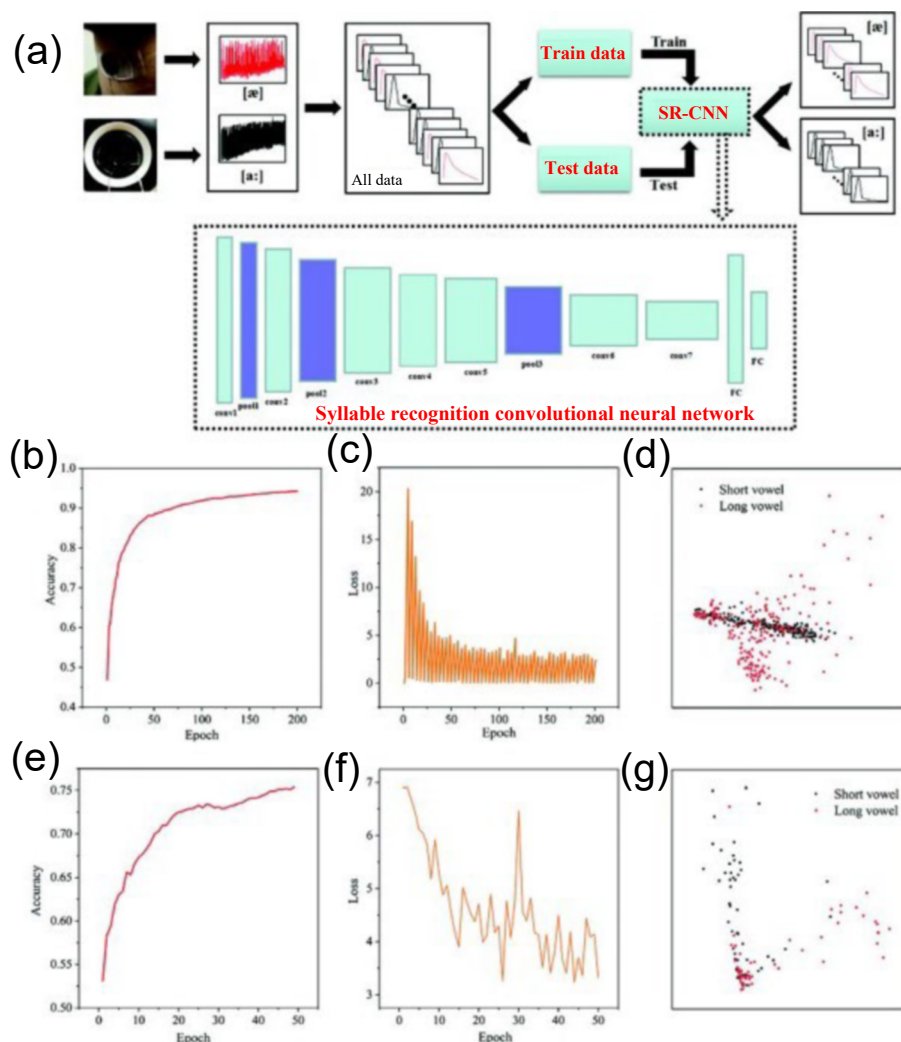 (a)
[æ]
[a:]
All data
Train data
Test data
Train
Test
SR-CNN
[æ]
[a:]
conv1
pool1
conv2
pool2
conv3
conv4
conv5
pool3
conv6
conv7
FC
FC
Syllable recognition convolutional neural network
(b)
1.0
0.9
0.8
0.7
0.6
0.5
0.4
Accuracy
0
50
100
150
200
Epoch
(c)
20
15
10
5
0
Loss
0
50
100
150
200
Epoch
(d)
Short vowel
Long vowel
(e)
0.75
0.70
0.65
0.60
0.55
0.50
Accuracy
0
10
20
30
40
50
Epoch
(f)
7
6
5
4
3
Loss
0
10
20
30
40
50
Epoch
(g)
Short vowel
Long vowel